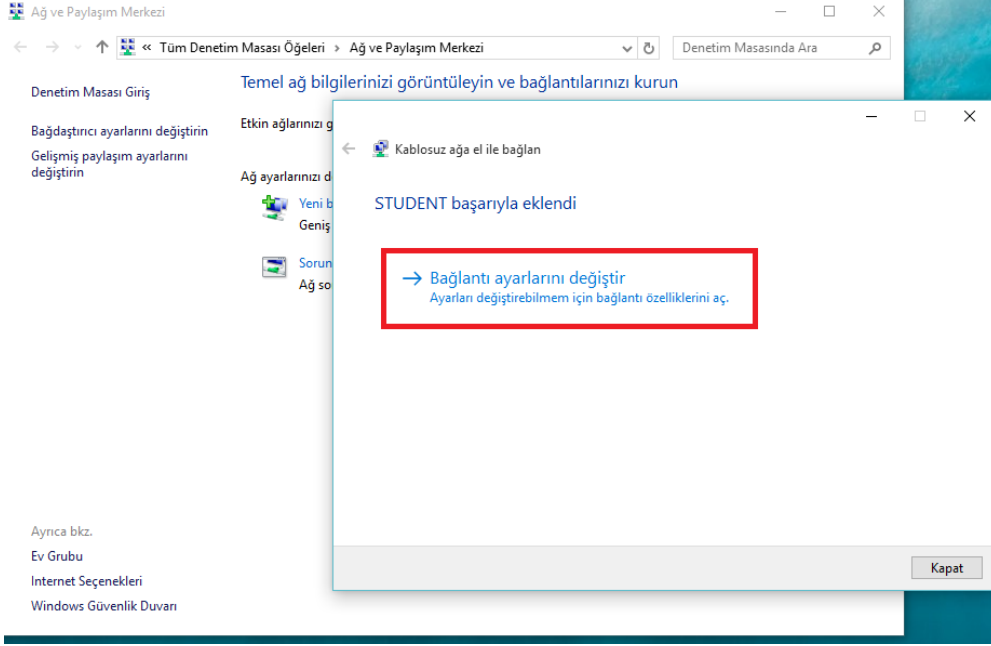 Ağ ve Paylaşım Merkezi
« Tüm Denetim Masası Öğeleri › Ağ ve Paylaşım Merkezi
Denetim Masasında Ara
Denetim Masası Giriş
Bağdaştırıcı ayarlarını değiştirin
Gelişmiş paylaşım ayarlarını
değiştirin
Temel ağ bilgilerinizi görüntüleyin ve bağlantılarınızı kurun
Etkin ağlarınızı g
Ağ ayarlarınızı d
Yeni b
Geniş
Sorun
Ağ so
Kablosuz ağa el ile bağlan
STUDENT başarıyla eklendi
Bağlantı ayarlarını değiştir
Ayarları değiştirebilmem için bağlantı özelliklerini aç.
Kapat
Ayrıca bkz.
Ev Grubu
Internet Seçenekleri
Windows Güvenlik Duvarı